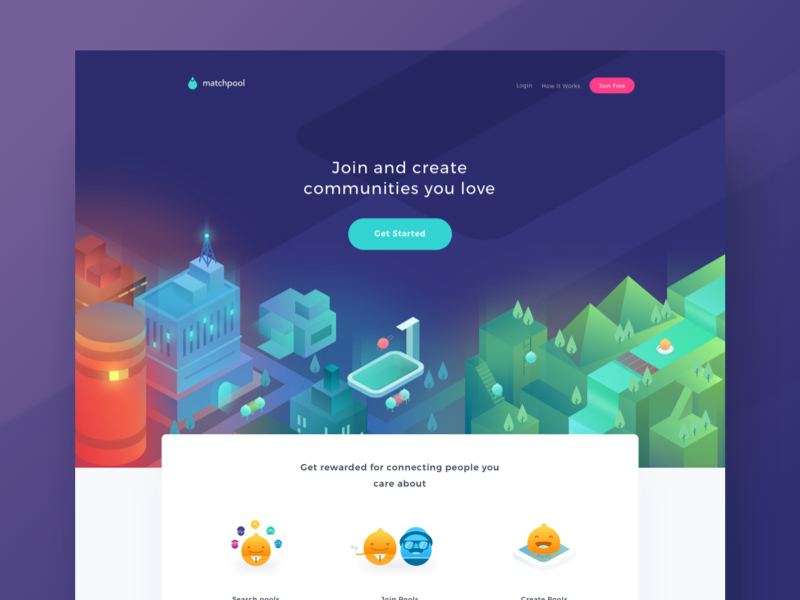 matchpool
Login How It Works Join Free
Join and create
communities you love
Get Started
Get rewarded for connecting people you
care about
Search pools Join Pools Create Pools